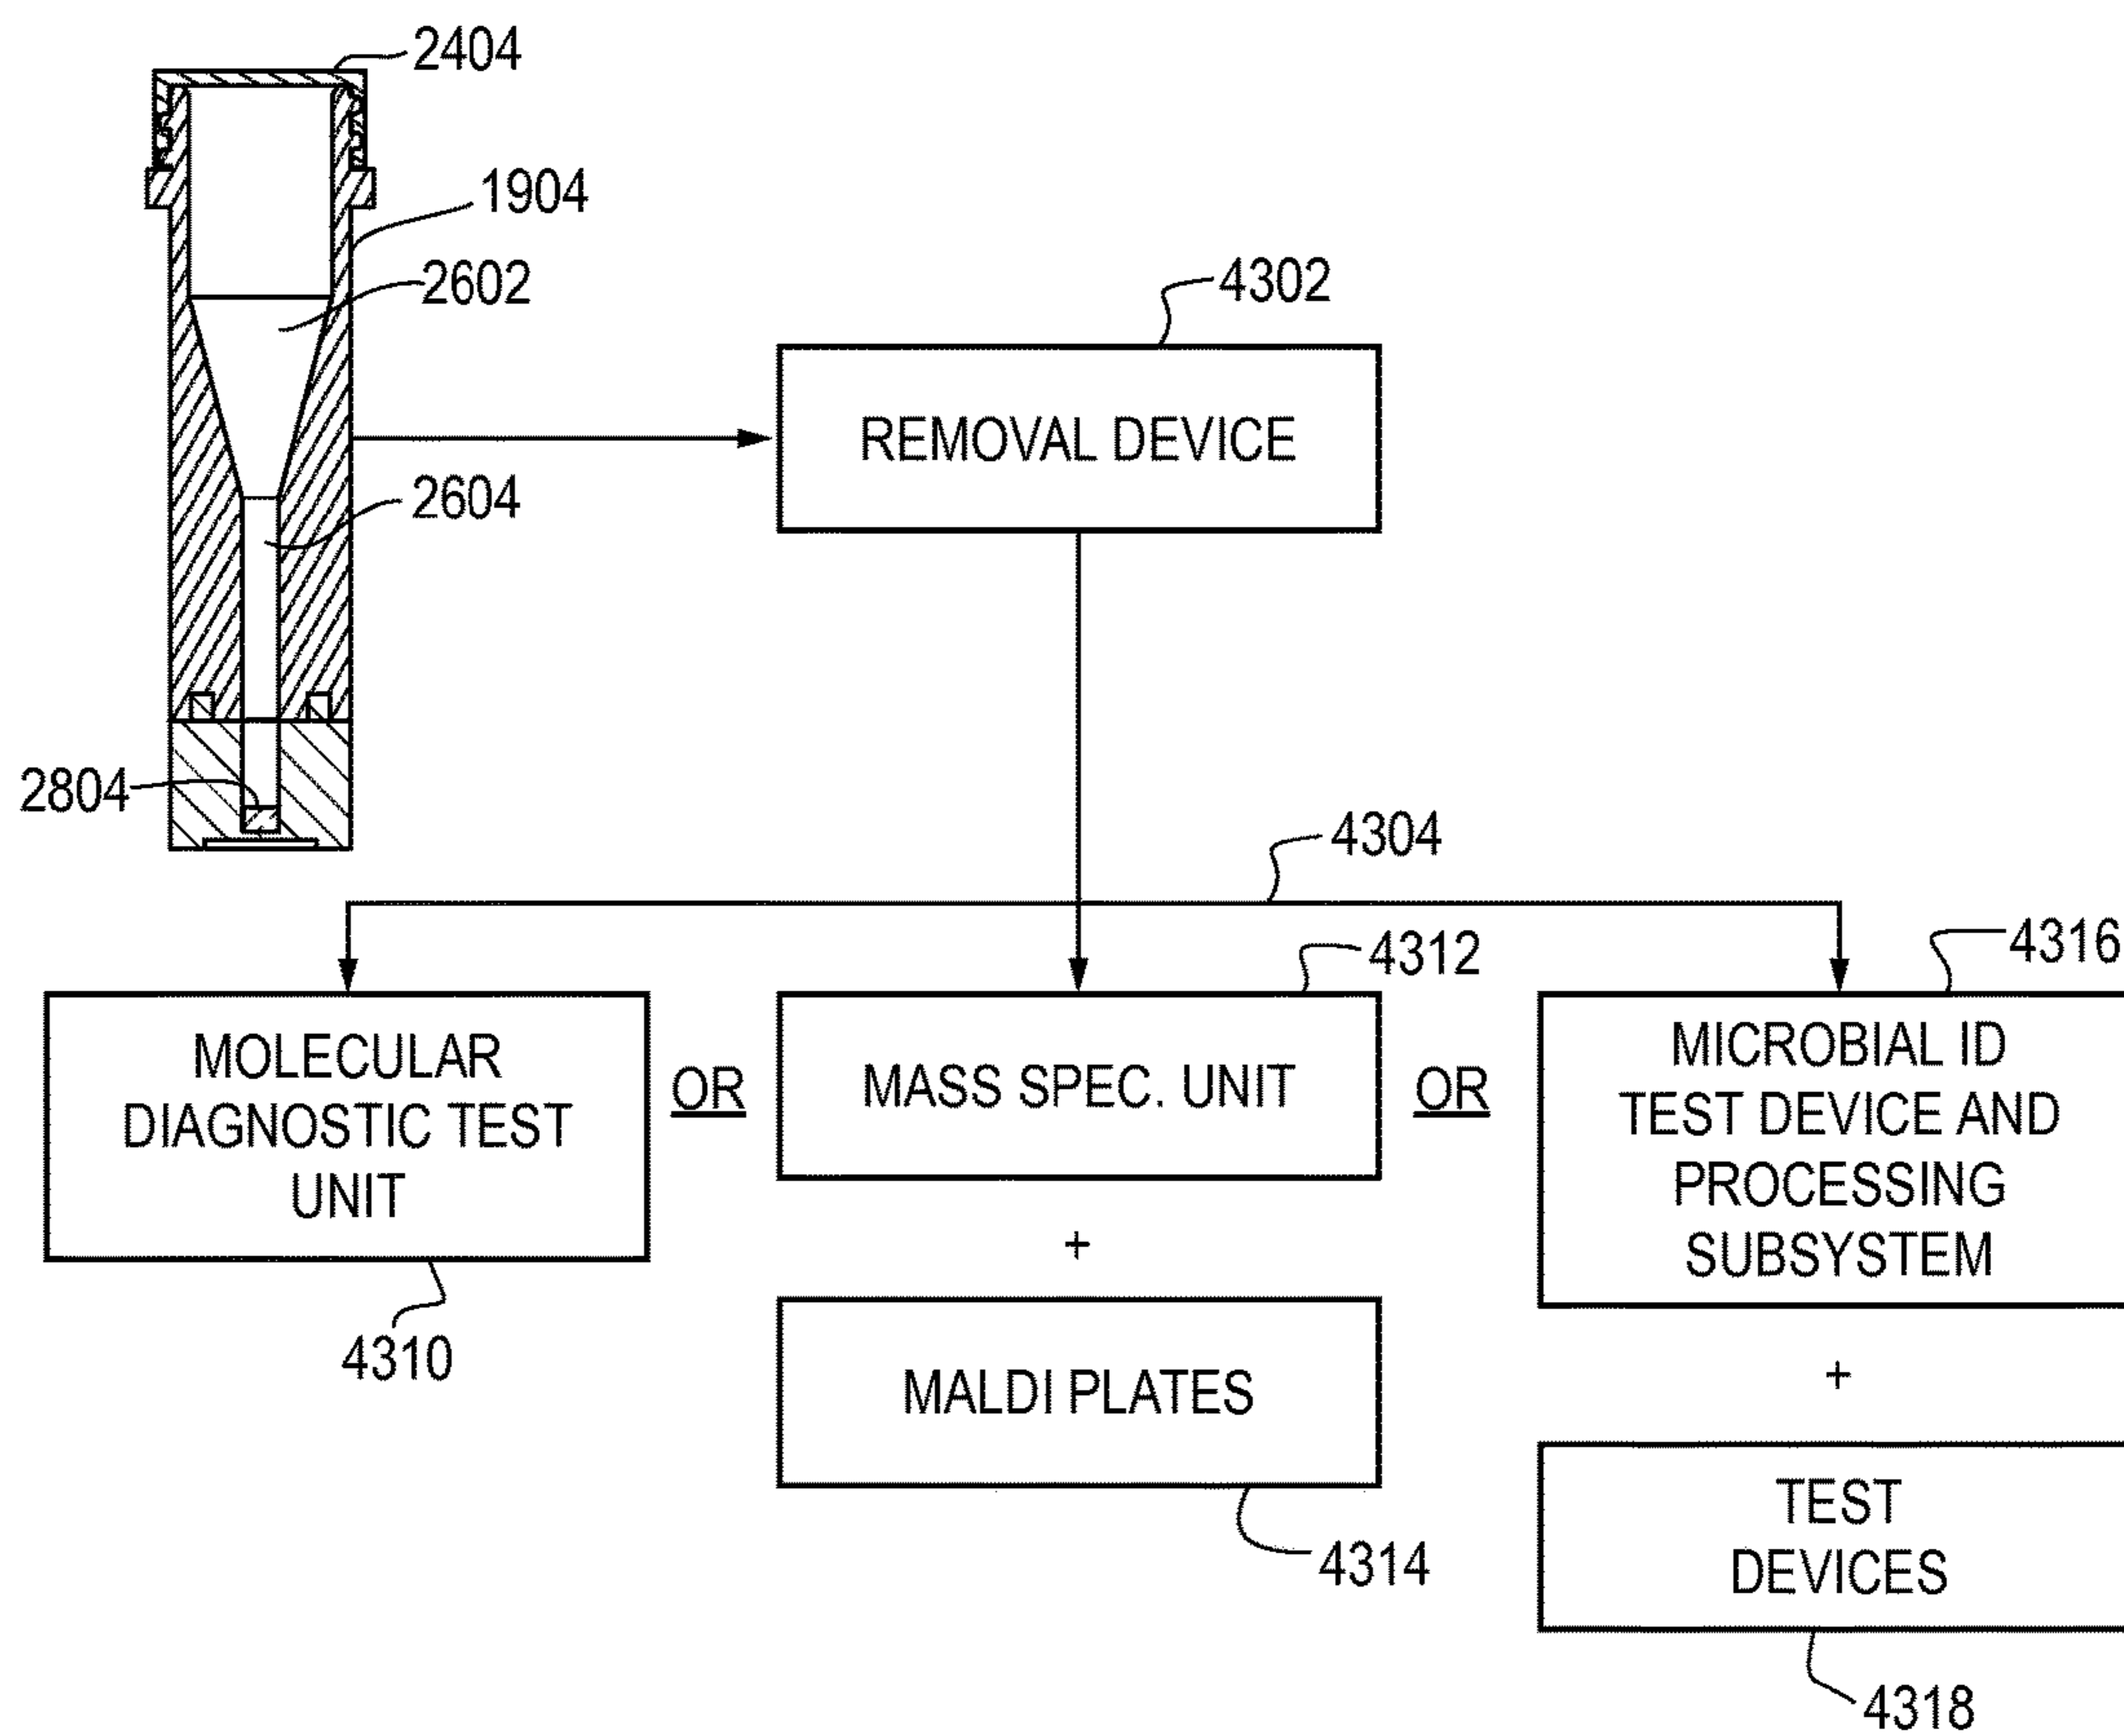 2404
1904
2602
4302
REMOVAL DEVICE
2604
2804
4304
4312
4316
MOLECULAR
DIAGNOSTIC TEST
UNIT
OR
MASS SPEC. UNIT
OR
MICROBIAL ID
TEST DEVICE AND
PROCESSING
SUBSYSTEM
+
4310
MALDI PLATES
+
4314
TEST
DEVICES
4318